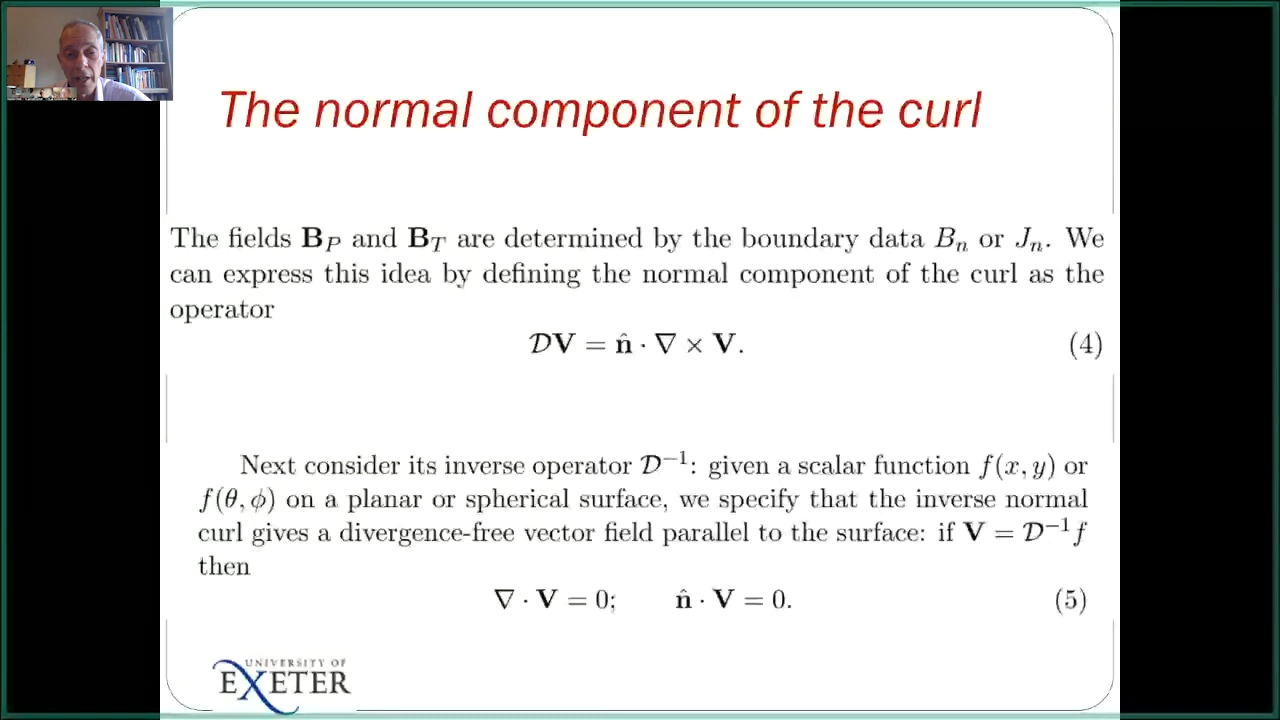 The normal component of the curl
The fields B_P and B_T are determined by the boundary data B_n or J_n. We
can express this idea by defining the normal component of the curl as the
operator
𝒟V = n̂ · ∇ × V. (4)
Next consider its inverse operator 𝒟⁻¹: given a scalar function f(x, y) or
f(θ, ϕ) on a planar or spherical surface, we specify that the inverse normal
curl gives a divergence-free vector field parallel to the surface: if V = 𝒟⁻¹f
then
∇ · V = 0; n̂ · V = 0. (5)
UNIVERSITY OF
EXETER